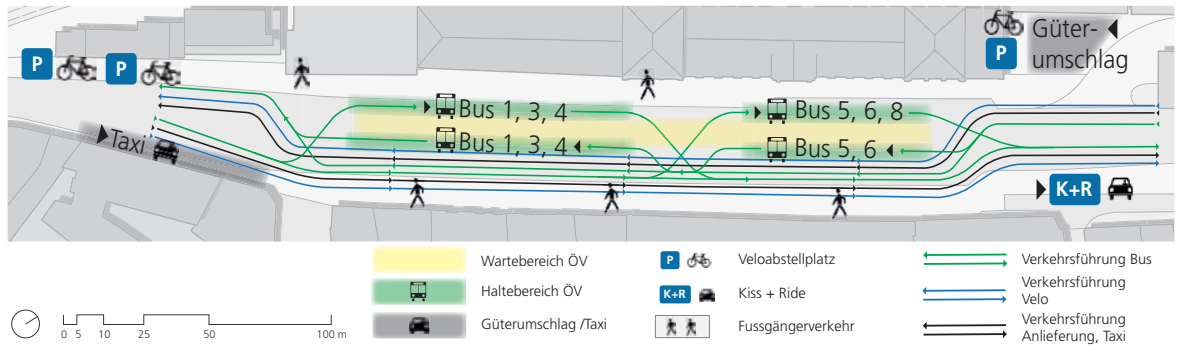 P
P
P
Güter-
umschlag
Taxi
Bus 1, 3, 4
Bus 5, 6, 8
Bus 1, 3, 4
Bus 5, 6
K+R
Wartebereich ÖV
Haltebereich ÖV
Güterumschlag /Taxi
P Veloabstellplatz
K+R Kiss + Ride
Fussgängerverkehr
Verkehrsführung Bus
Verkehrsführung
Velo
Verkehrsführung
Anlieferung, Taxi
0 5 10 25 50 100 m